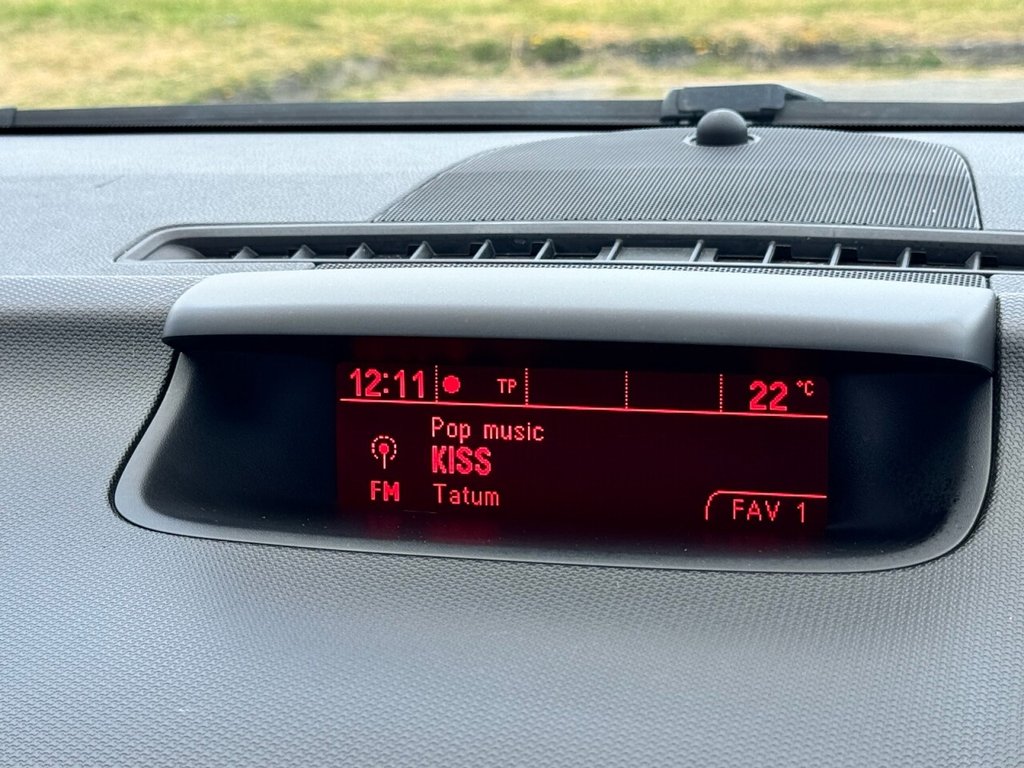 12:11 TP 22 °C
Pop music
KISS
FM Tatum
FAV 1